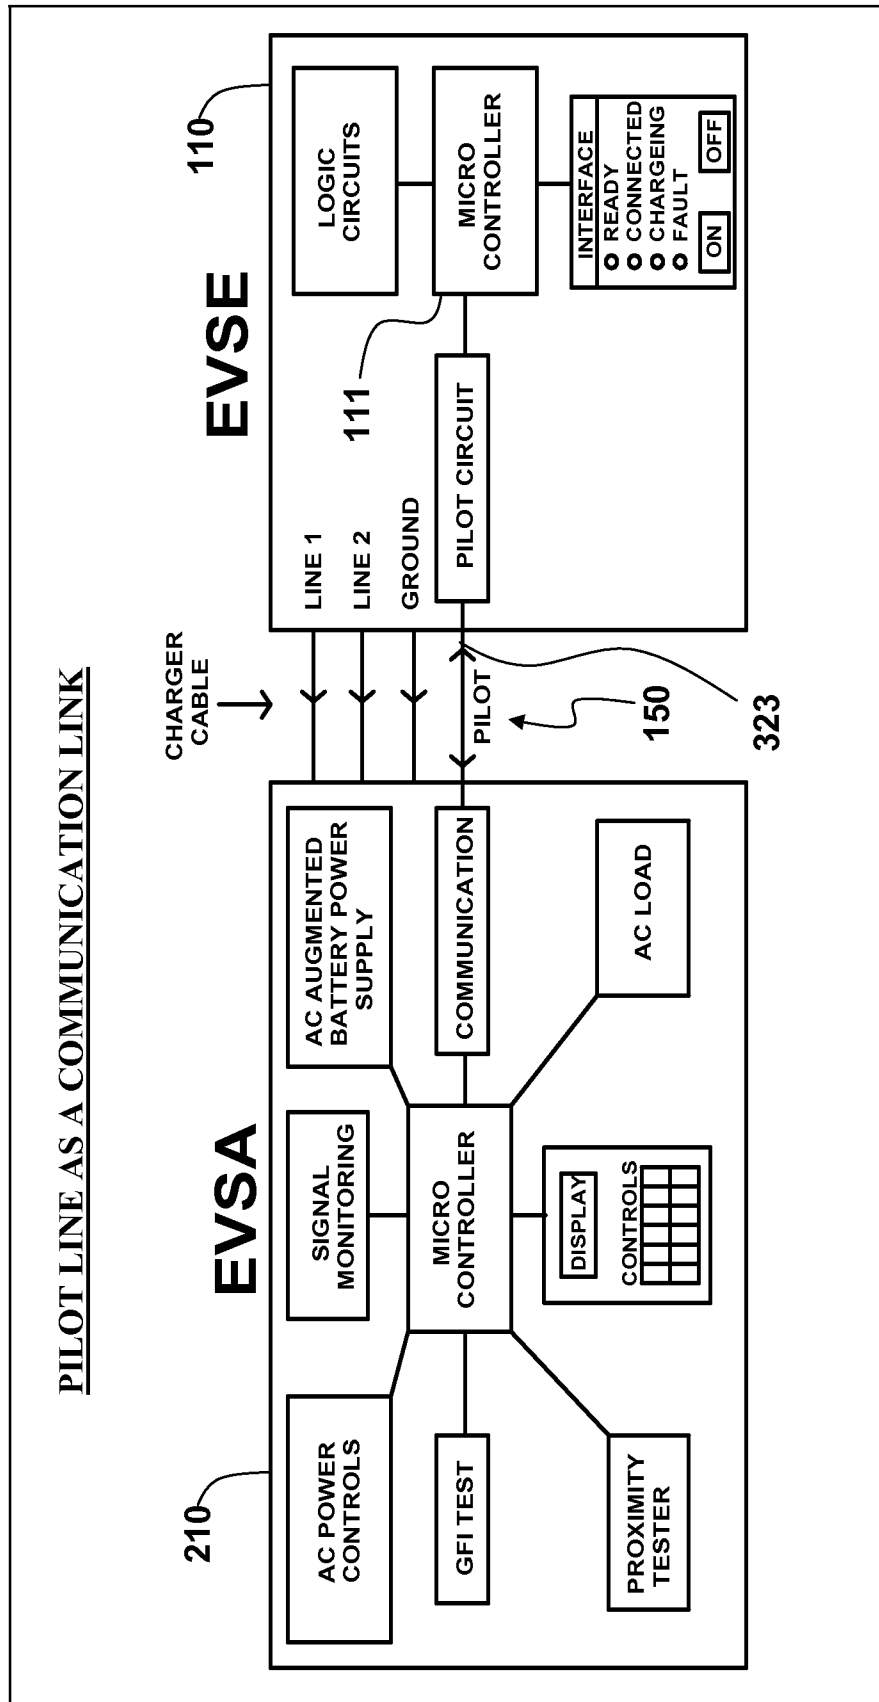 PILOT LINE AS A COMMUNICATION LINK
EVSA
210
AC POWER
CONTROLS
SIGNAL
MONITORING
AC AUGMENTED
BATTERY POWER
SUPPLY
GFI TEST
MICRO
CONTROLLER
COMMUNICATION
PROXIMITY
TESTER
DISPLAY
CONTROLS
AC LOAD
CHARGER
CABLE
PILOT
150
323
EVSE
110
LINE 1
LINE 2
GROUND
111
LOGIC
CIRCUITS
PILOT CIRCUIT
MICRO
CONTROLLER
INTERFACE
READY
CONNECTED
CHARGEING
FAULT
ON
OFF